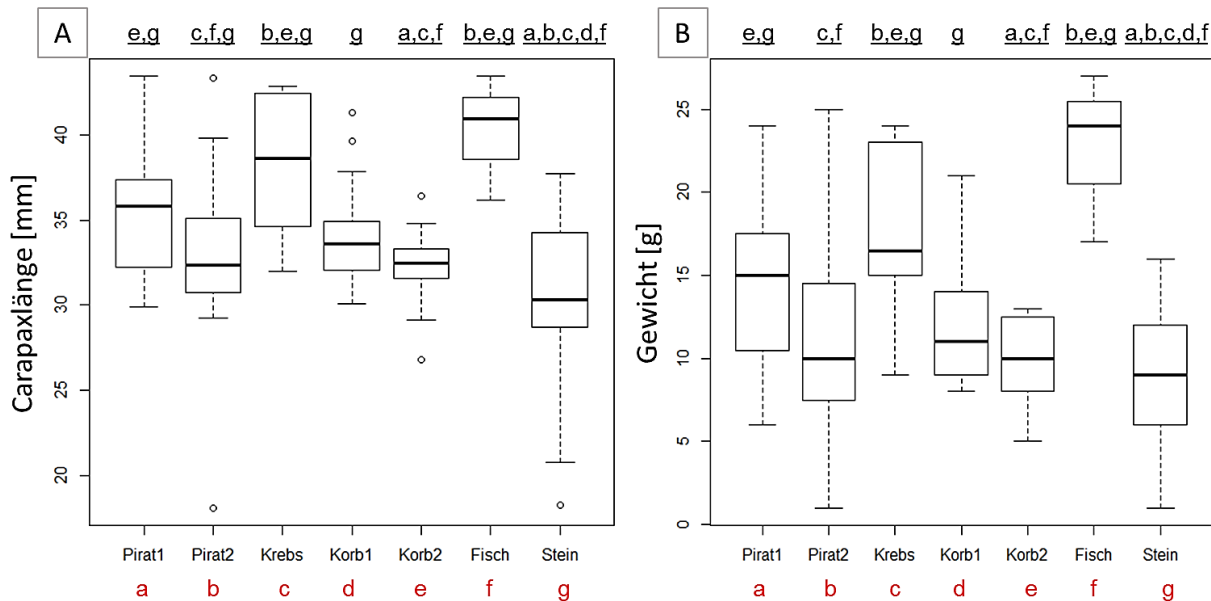 A
e,g c,f,g b,e,g g a,c,f b,e,g a,b,c,d,f
Carapaxlänge [mm]
40
35
30
25
20
Pirat1 Pirat2 Krebs Korb1 Korb2 Fisch Stein
a b c d e f g
B
e,g c,f b,e,g g a,c,f b,e,g a,b,c,d,f
Gewicht [g]
25
20
15
10
5
0
Pirat1 Pirat2 Krebs Korb1 Korb2 Fisch Stein
a b c d e f g